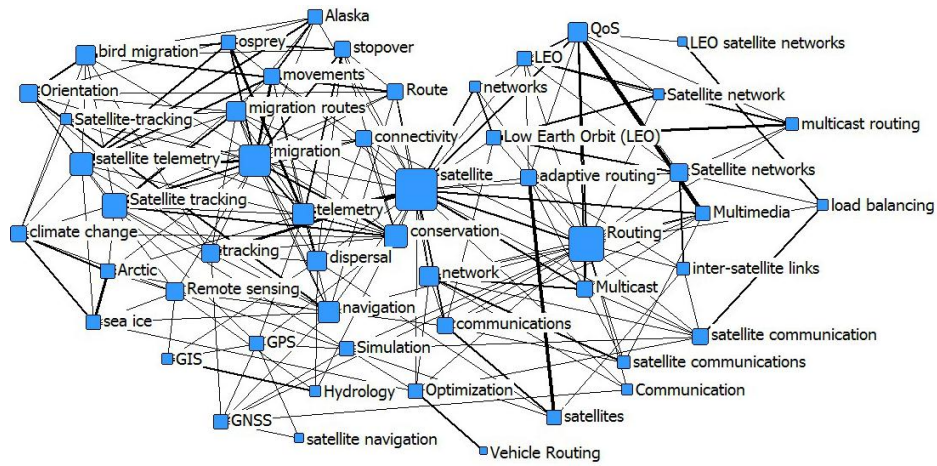 Alaska
QoS
osprey
LEO satellite networks
bird migration
stopover
LEO
movements
Orientation
Route
networks
Satellite network
migration routes
Satellite-tracking
multicast routing
connectivity
Low Earth Orbit (LEO)
migration
satellite telemetry
satellite
adaptive routing
Satellite networks
Satellite tracking
telemetry
Multimedia
load balancing
climate change
conservation
Routing
tracking
dispersal
inter-satellite links
Arctic
network
Remote sensing
Multicast
navigation
sea ice
communications
satellite communication
GPS
Simulation
GIS
satellite communications
Hydrology
Optimization
Communication
GNSS
satellites
satellite navigation
Vehicle Routing